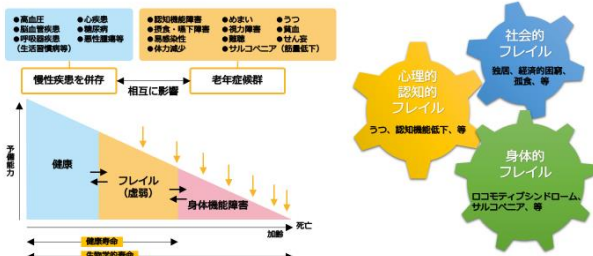 ●高血圧 ●心疾患
●脳血管疾患 ●糖尿病
●呼吸器疾患 ●悪性腫瘍等
(生活習慣病等)
●認知機能障害 ●めまい ●うつ
●摂食・嚥下障害 ●視力障害 ●貧血
●易感染性 ●難聴 ●せん妄
●体力減少 ●サルコペニア(筋量低下)
慢性疾患を併存
相互に影響
老年症候群
予備能力
健康
フレイル
(虚弱)
身体機能障害
死亡
加齢
健康寿命
生物学的寿命
社会的
フレイル
独居、経済的困窮、
孤食、等
心理的
認知的
フレイル
うつ、認知機能低下、等
身体的
フレイル
ロコモティブシンドローム、
サルコペニア、等